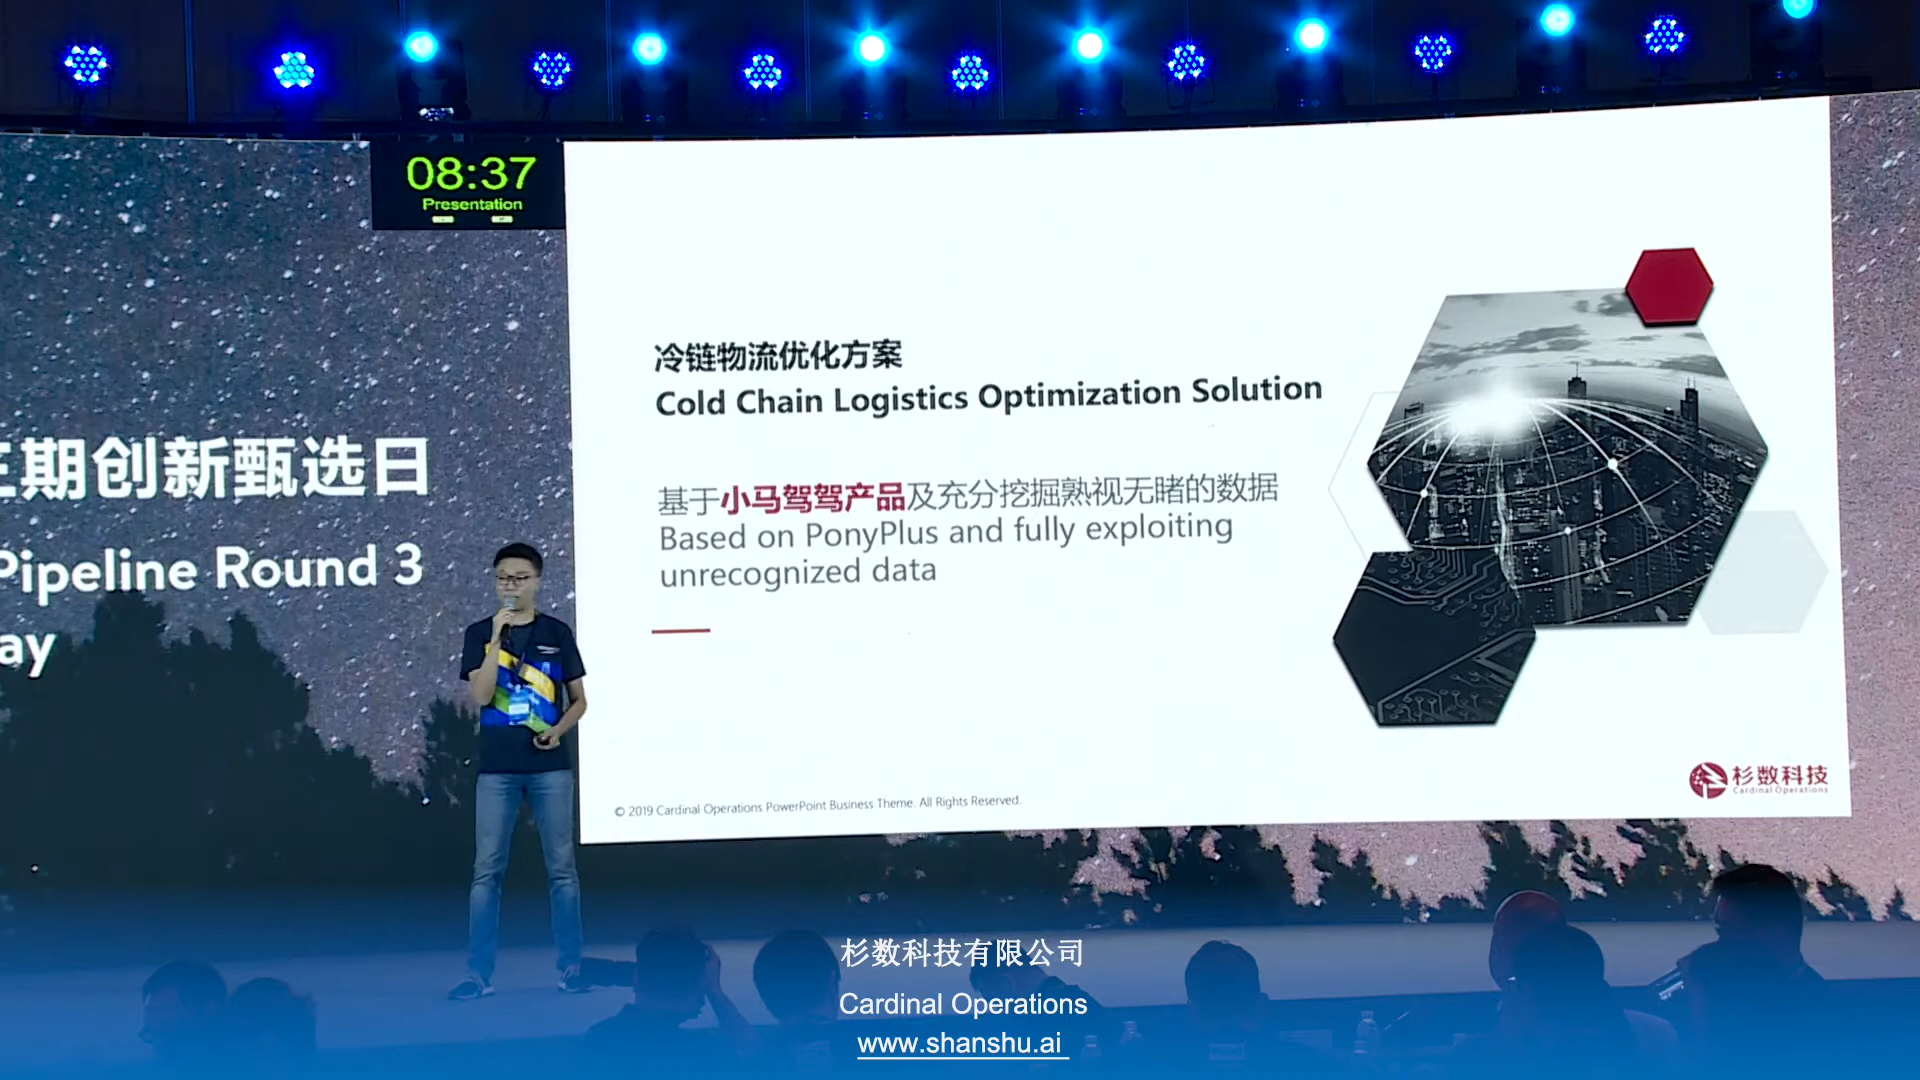 08:37
Presentation
三期创新甄选日
Pipeline Round 3
ay
冷链物流优化方案
Cold Chain Logistics Optimization Solution
基于小马驾驾产品及充分挖掘熟视无睹的数据
Based on PonyPlus and fully exploiting
unrecognized data
© 2019 Cardinal Operations PowerPoint Business Theme. All Rights Reserved.
杉数科技
Cardinal Operations
杉数科技有限公司
Cardinal Operations
www.shanshu.ai